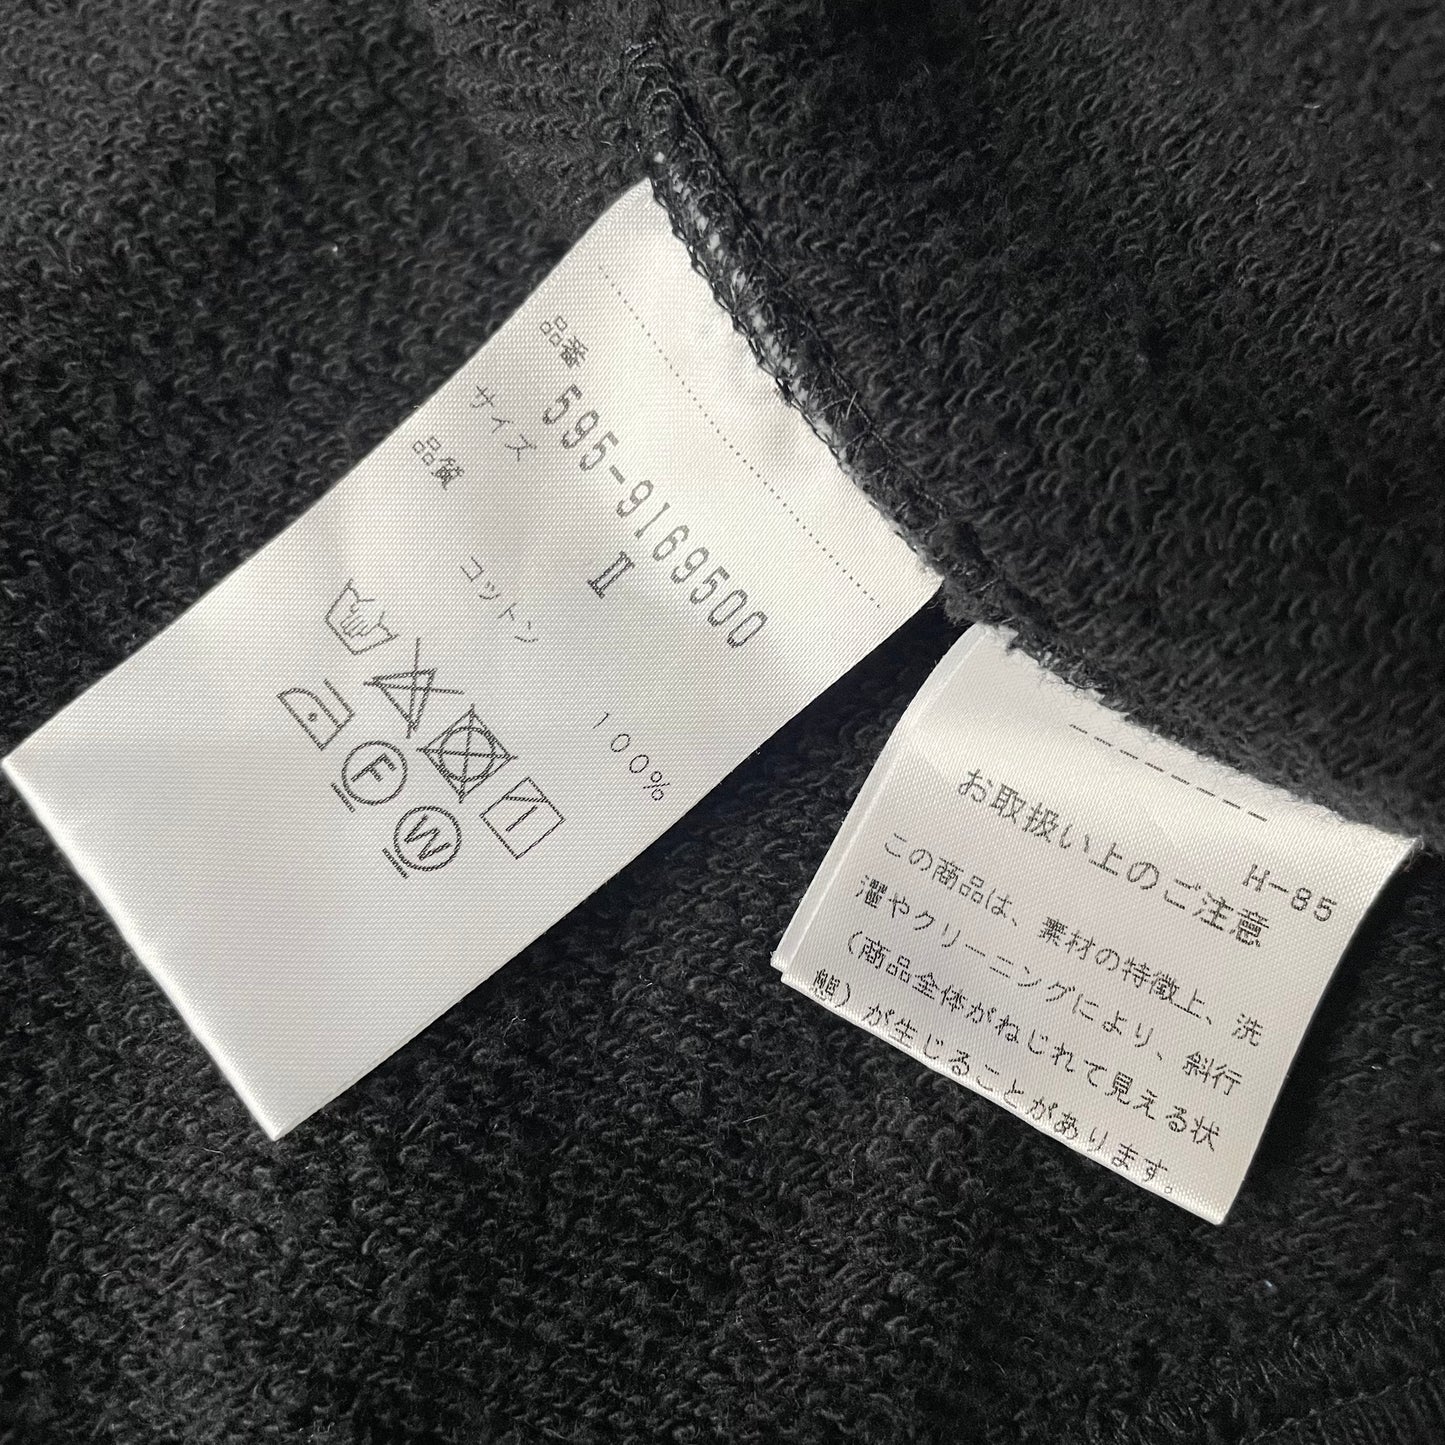 品番 595-9169500
サイズ Ⅱ
品質
コットン 100%
F
W
H-85
お取扱い上のご注意
この商品は、素材の特徴上、洗
濯やクリーニングにより、斜行
（商品全体がねじれて見える状
態）が生じることがあります。